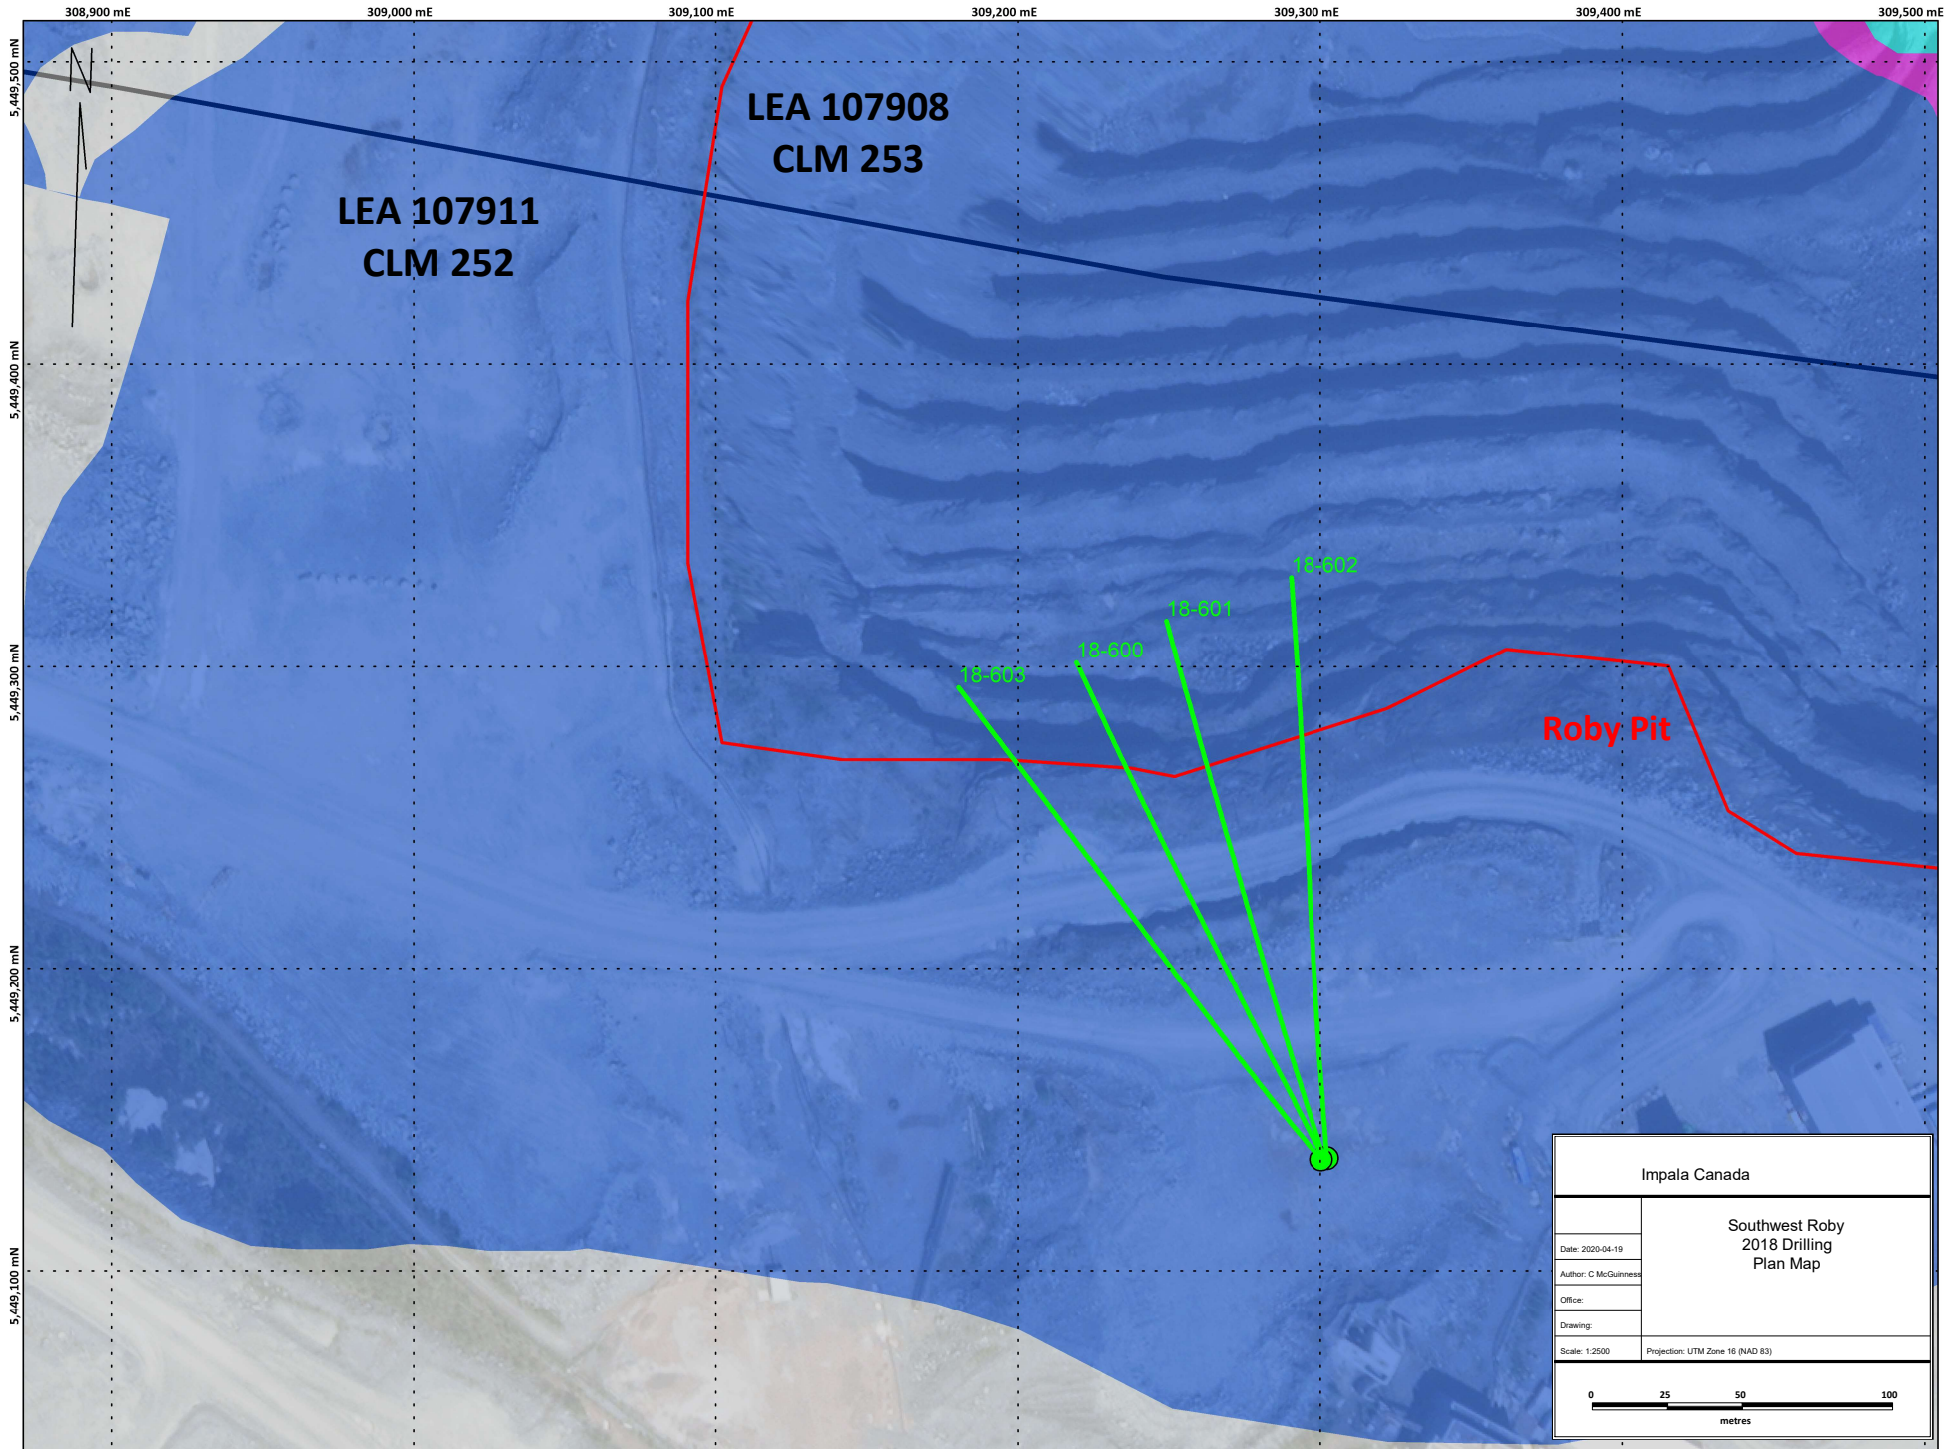 308,900 mE
309,000 mE
309,100 mE
309,200 mE
309,300 mE
309,400 mE
309,500 mE
5,449,500 mN
5,449,400 mN
5,449,300 mN
5,449,200 mN
5,449,100 mN
N
LEA 107908
CLM 253
LEA 107911
CLM 252
18-602
18-601
18-600
18-603
Roby Pit
Impala Canada
Southwest Roby
2018 Drilling
Plan Map
Date: 2020-04-19
Author: C McGuinness
Office:
Drawing:
Scale: 1:2500
Projection: UTM Zone 16 (NAD 83)
0 25 50 100
metres